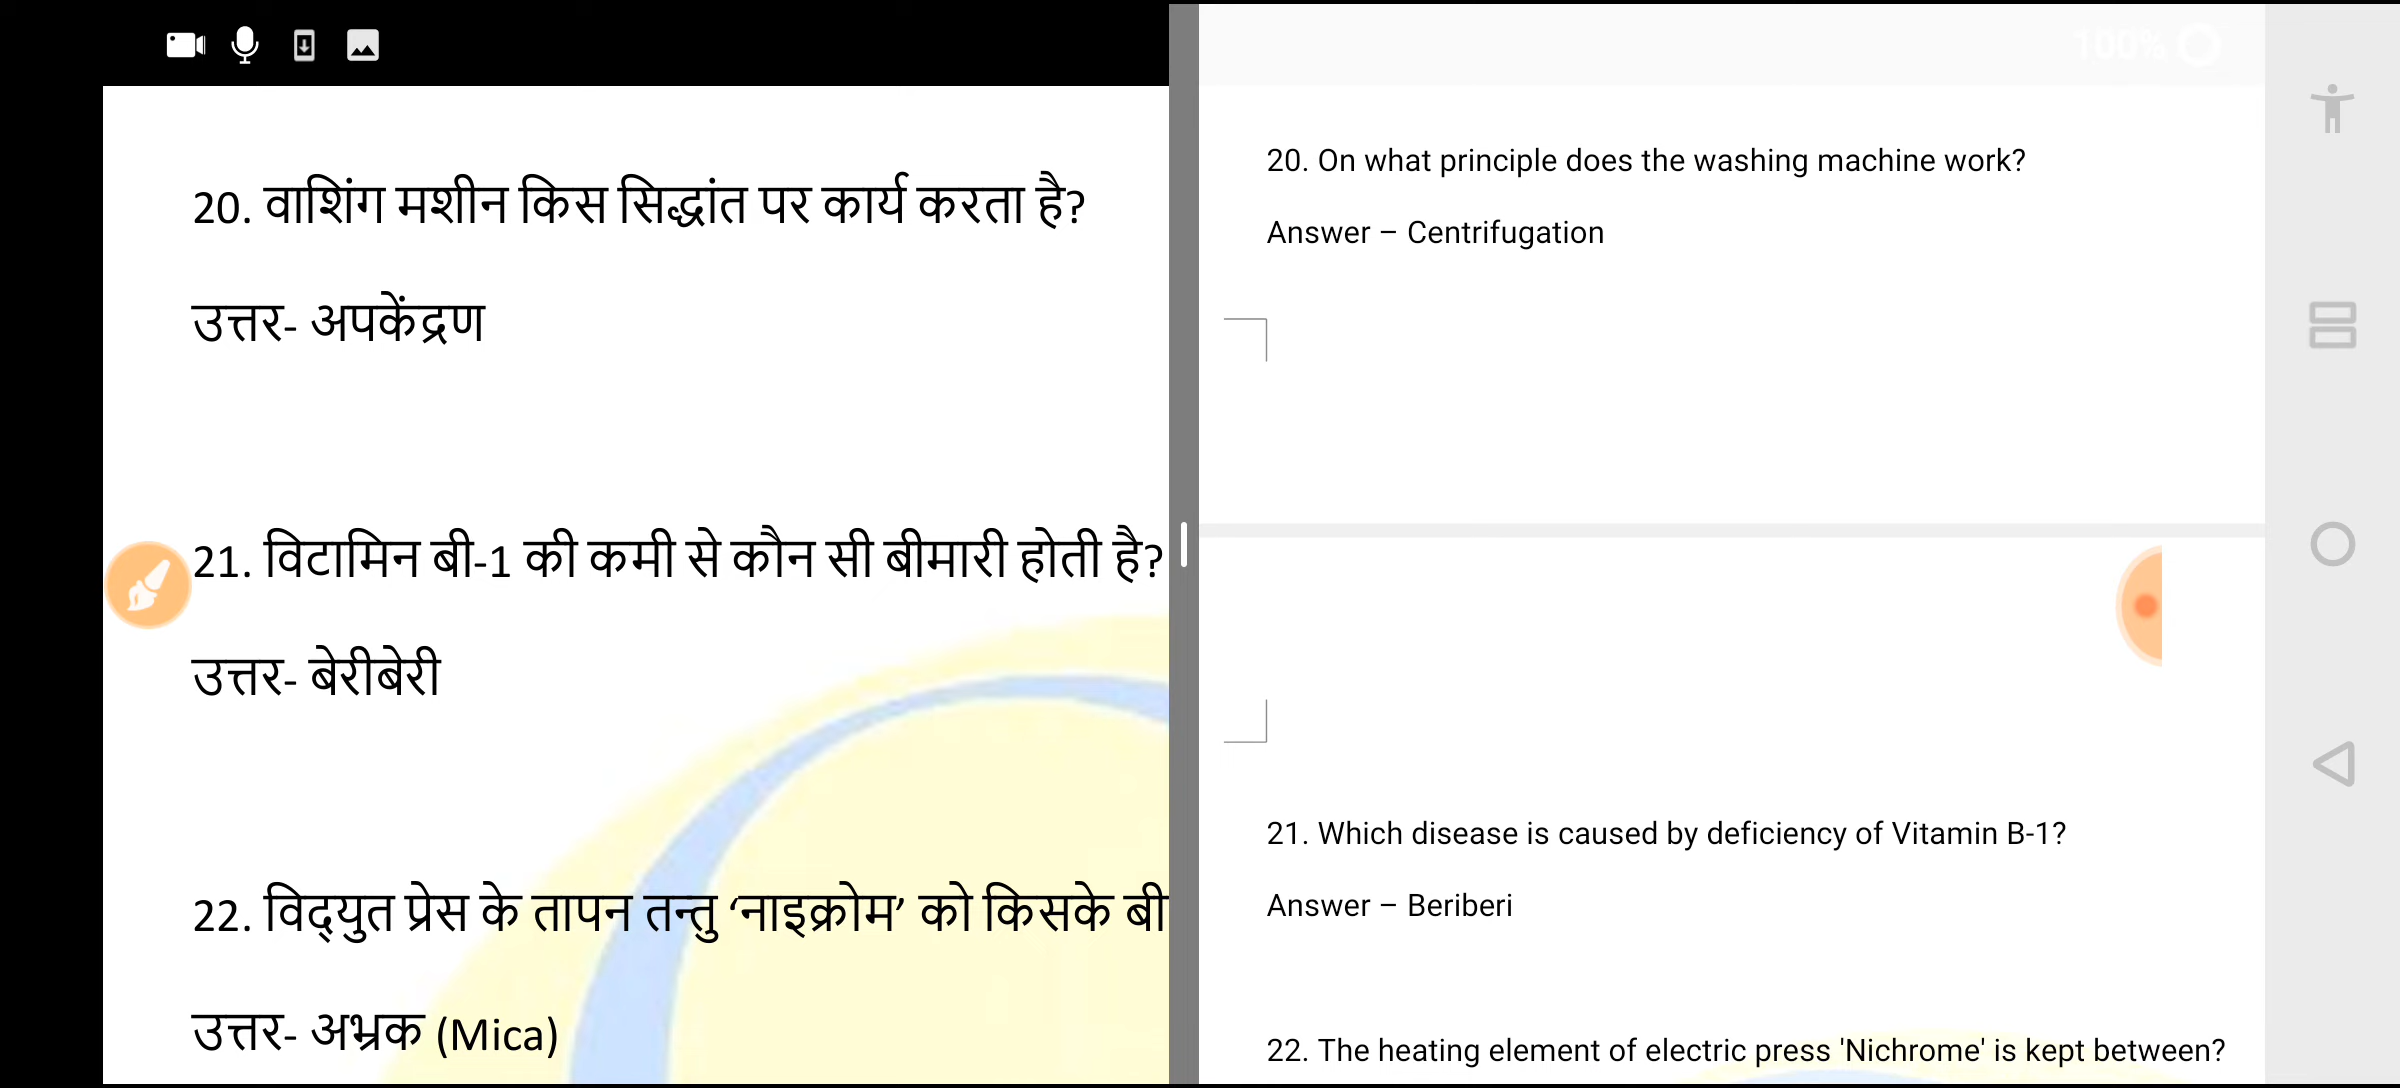 20. वाशिंग मशीन किस सिद्धांत पर कार्य करता है?
उत्तर- अपकेंद्रण
21. विटामिन बी-1 की कमी से कौन सी बीमारी होती है?
उत्तर- बेरीबेरी
22. विद्युत प्रेस के तापन तन्तु ‘नाइक्रोम’ को किसके बी
उत्तर- अभ्रक (Mica)
100%
20. On what principle does the washing machine work?
Answer – Centrifugation
21. Which disease is caused by deficiency of Vitamin B-1?
Answer – Beriberi
22. The heating element of electric press 'Nichrome' is kept between?